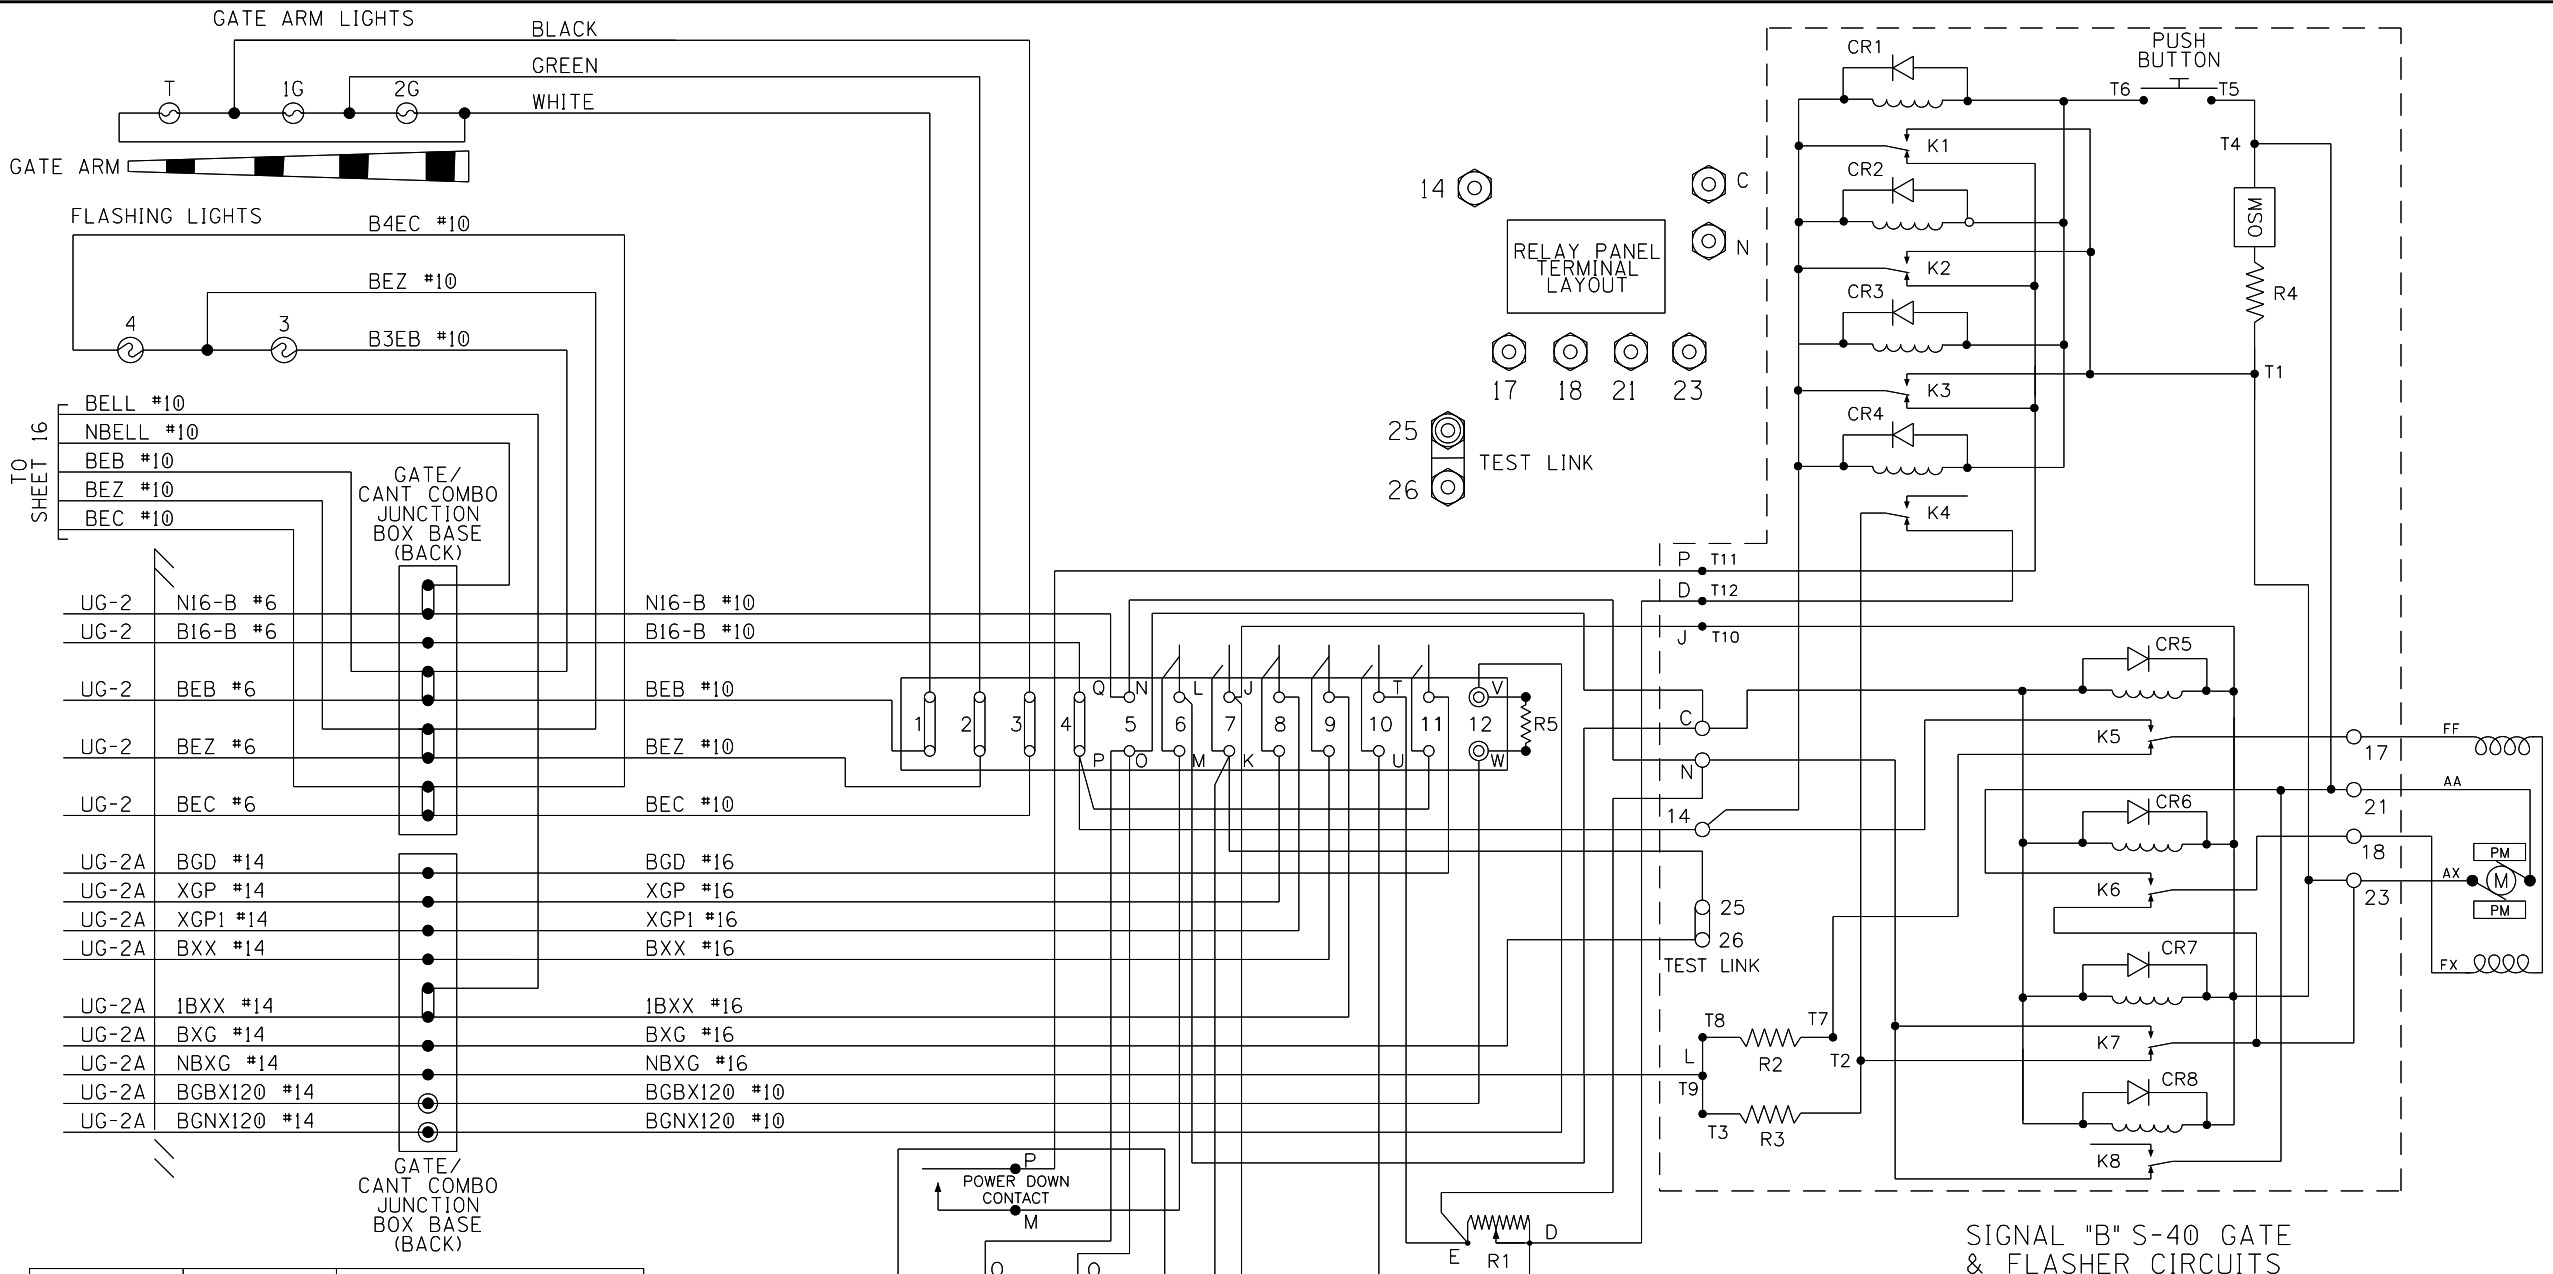 GATE ARM LIGHTS
BLACK
GREEN
WHITE
T
1G
2G
GATE ARM
FLASHING LIGHTS
B4EC #10
BEZ #10
B3EB #10
4
3
TO
SHEET 16
BELL #10
NBELL #10
BEB #10
BEZ #10
BEC #10
GATE/
CANT COMBO
JUNCTION
BOX BASE
(BACK)
UG-2 N16-B #6 N16-B #10
UG-2 B16-B #6 B16-B #10
UG-2 BEB #6 BEB #10
UG-2 BEZ #6 BEZ #10
UG-2 BEC #6 BEC #10
UG-2A BGD #14 BGD #16
UG-2A XGP #14 XGP #16
UG-2A XGP1 #14 XGP1 #16
UG-2A BXX #14 BXX #16
UG-2A 1BXX #14 1BXX #16
UG-2A BXG #14 BXG #16
UG-2A NBXG #14 NBXG #16
UG-2A BGBX120 #14 BGBX120 #10
UG-2A BGNX120 #14 BGNX120 #10
GATE/
CANT COMBO
JUNCTION
BOX BASE
(BACK)
Q N L J T V
1 2 3 4 5 6 7 8 9 10 11 12 R5
P O M K U W
P
POWER DOWN
CONTACT
M
O
O
E
R1
D
14
C
N
RELAY PANEL
TERMINAL
LAYOUT
17 18 21 23
25
TEST LINK
26
PUSH
BUTTON
T6 T5
T4
OSM
R4
T1
CR1
K1
CR2
K2
CR3
K3
CR4
K4
P T11
D T12
J T10
C
N
14
25
26
TEST LINK
T8 T7
L R2 T2
T9
T3 R3
CR5
K5
CR6
K6
CR7
K7
CR8
K8
17
21
18
23
FF
AA
AX
FX
PM
M
PM
SIGNAL "B" S-40 GATE
& FLASHER CIRCUITS